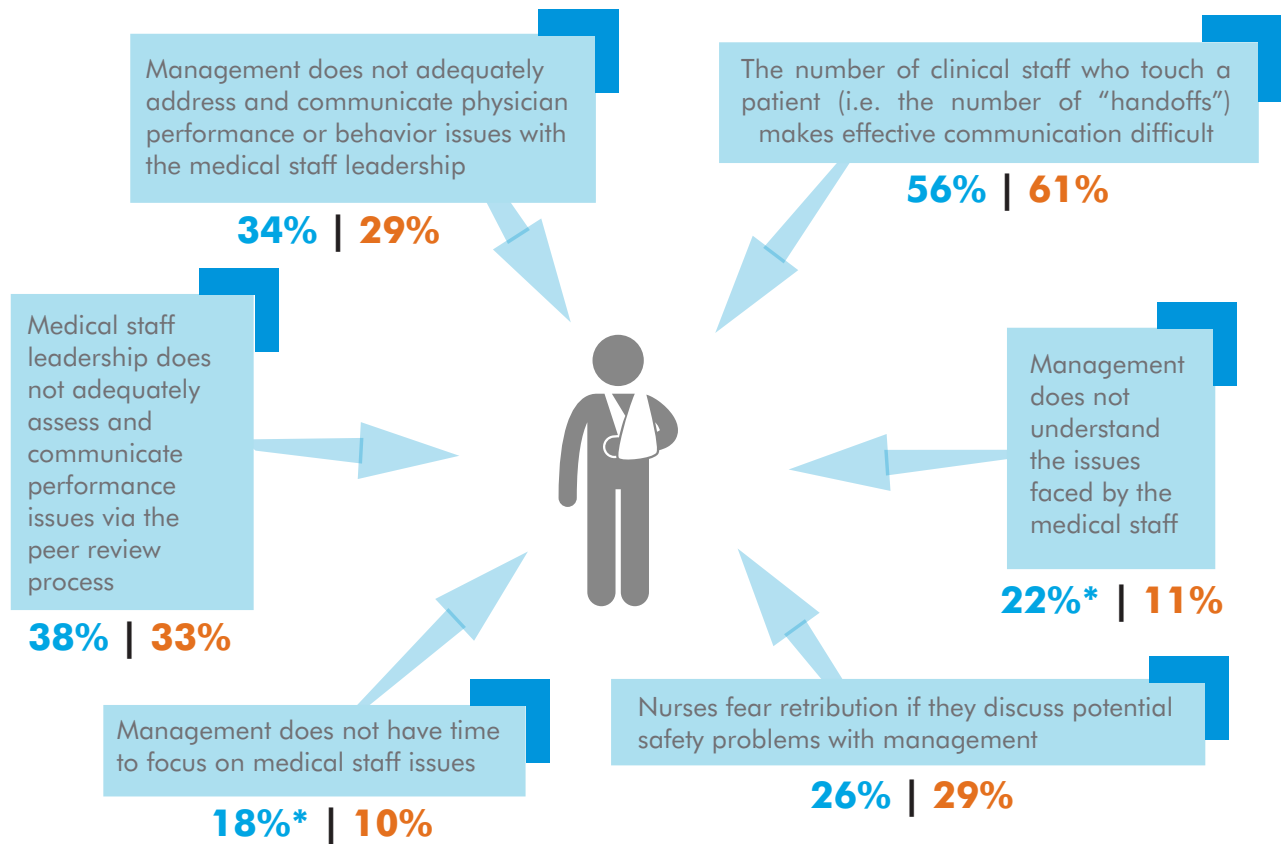 Management does not adequately
address and communicate physician
performance or behavior issues with
the medical staff leadership
34% | 29%
The number of clinical staff who touch a
patient (i.e. the number of “handoffs”)
makes effective communication difficult
56% | 61%
Medical staff
leadership does
not adequately
assess and
communicate
performance
issues via the
peer review
process
38% | 33%
Management
does not
understand
the issues
faced by the
medical staff
22%* | 11%
Management does not have time
to focus on medical staff issues
18%* | 10%
Nurses fear retribution if they discuss potential
safety problems with management
26% | 29%